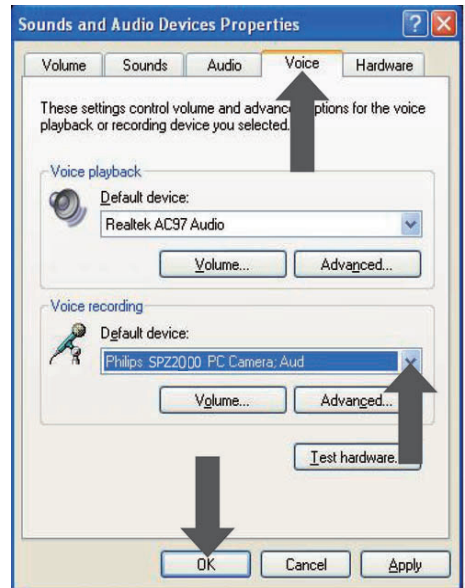 Sounds and Audio Devices Properties
Volume Sounds Audio Voice Hardware
These settings control volume and advanced options for the voice
playback or recording device you selected.
Voice playback
Default device:
Realtek AC97 Audio
Volume... Advanced...
Voice recording
Default device:
Philips SPZ2000 PC Camera; Aud
Volume... Advanced...
Test hardware...
OK Cancel Apply